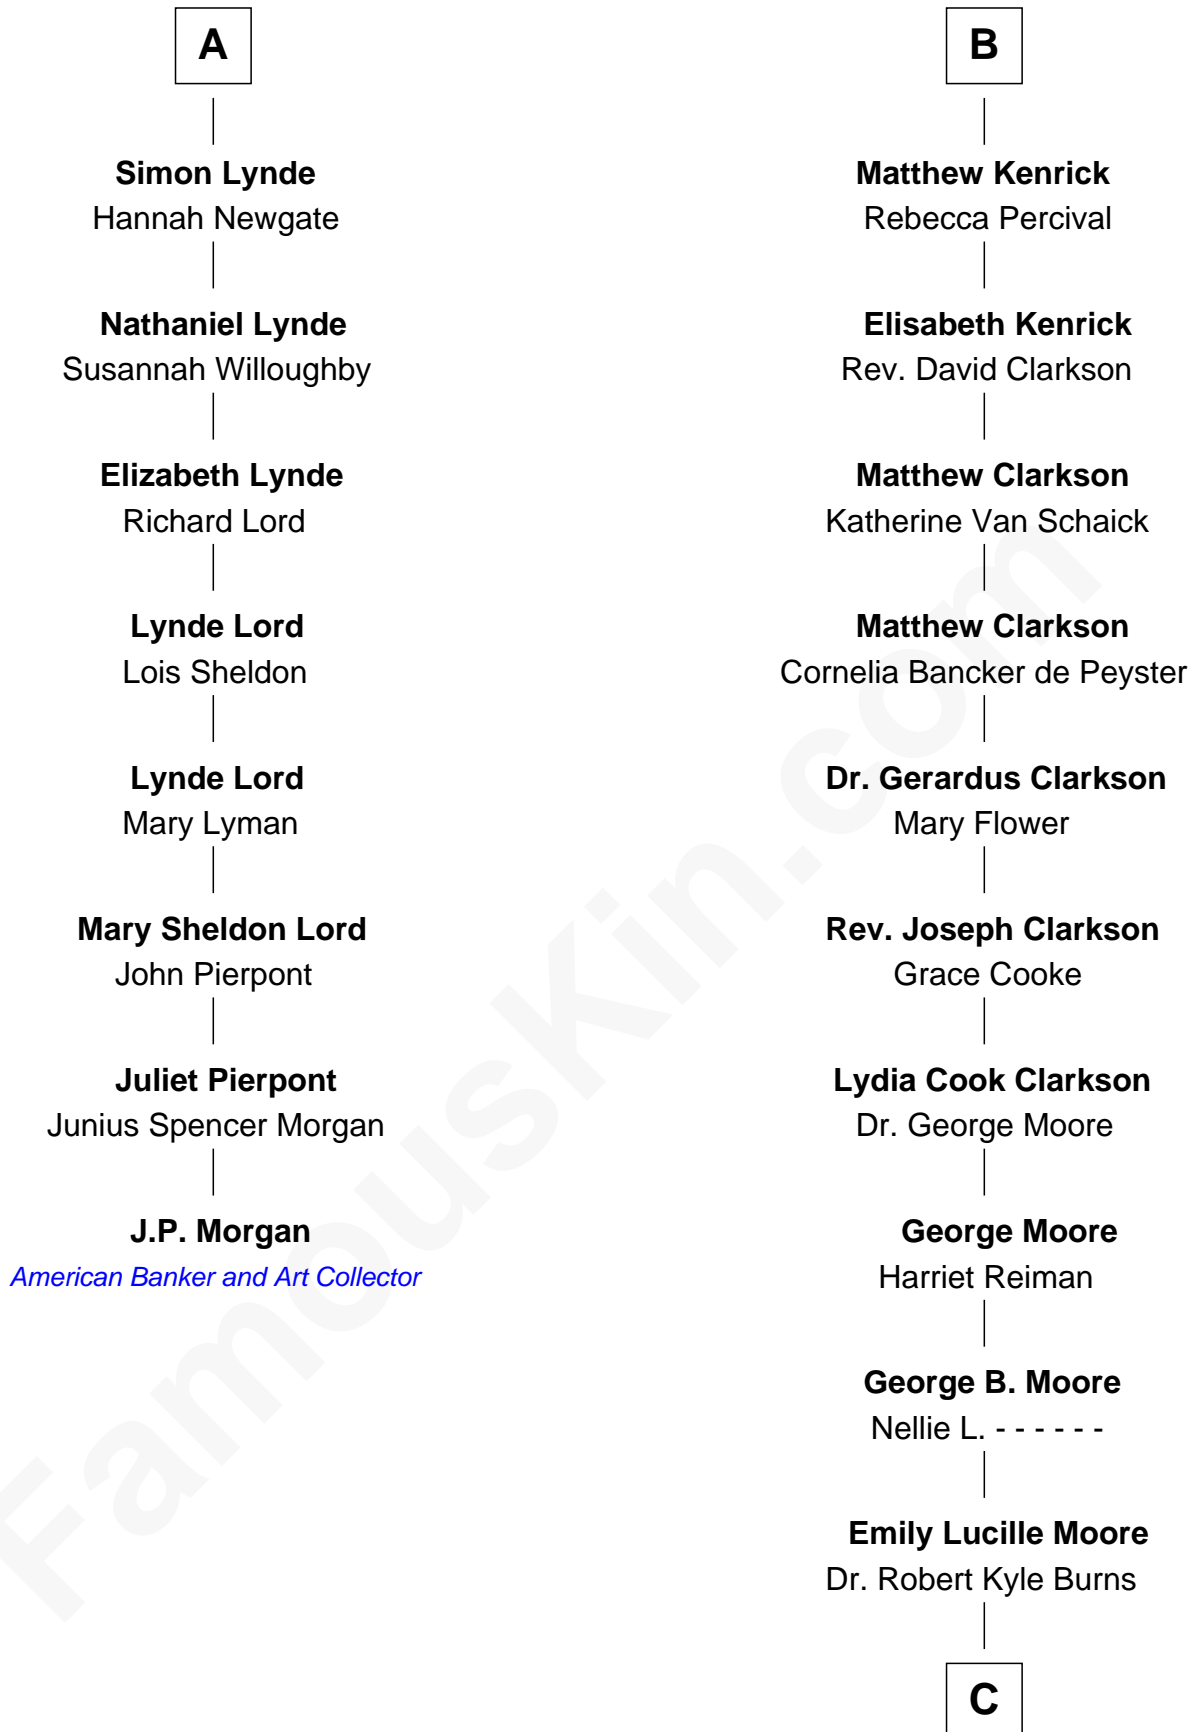 A
Simon Lynde
Hannah Newgate
Nathaniel Lynde
Susannah Willoughby
Elizabeth Lynde
Richard Lord
Lynde Lord
Lois Sheldon
Lynde Lord
Mary Lyman
Mary Sheldon Lord
John Pierpont
Juliet Pierpont
Junius Spencer Morgan
J.P. Morgan
American Banker and Art Collector
B
Matthew Kenrick
Rebecca Percival
Elisabeth Kenrick
Rev. David Clarkson
Matthew Clarkson
Katherine Van Schaick
Matthew Clarkson
Cornelia Bancker de Peyster
Dr. Gerardus Clarkson
Mary Flower
Rev. Joseph Clarkson
Grace Cooke
Lydia Cook Clarkson
Dr. George Moore
George Moore
Harriet Reiman
George B. Moore
Nellie L. - - - - - -
Emily Lucille Moore
Dr. Robert Kyle Burns
C
FamousKin.com